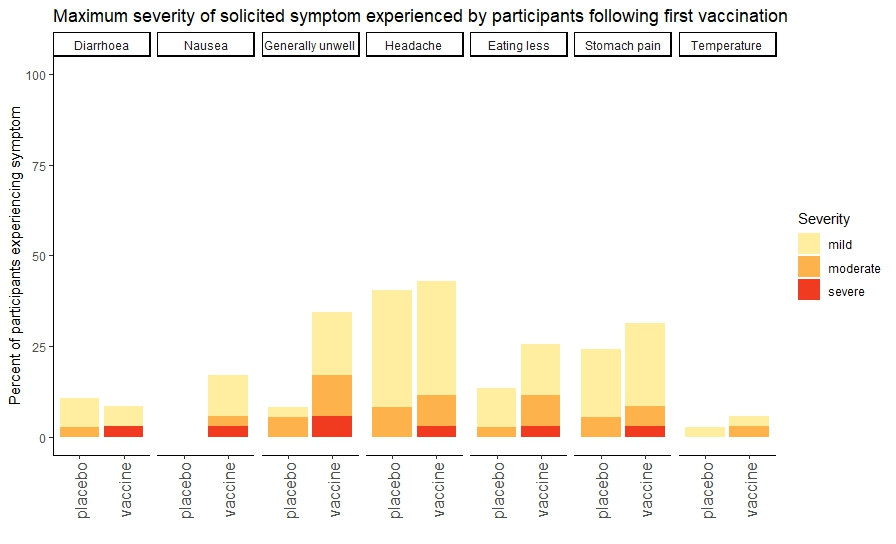 Maximum severity of solicited symptom experienced by participants following first vaccination
Diarrhoea
Nausea
Generally unwell
Headache
Eating less
Stomach pain
Temperature
Percent of participants experiencing symptom
100
75
50
25
0
placebo
vaccine
placebo
vaccine
placebo
vaccine
placebo
vaccine
placebo
vaccine
placebo
vaccine
placebo
vaccine
Severity
mild
moderate
severe